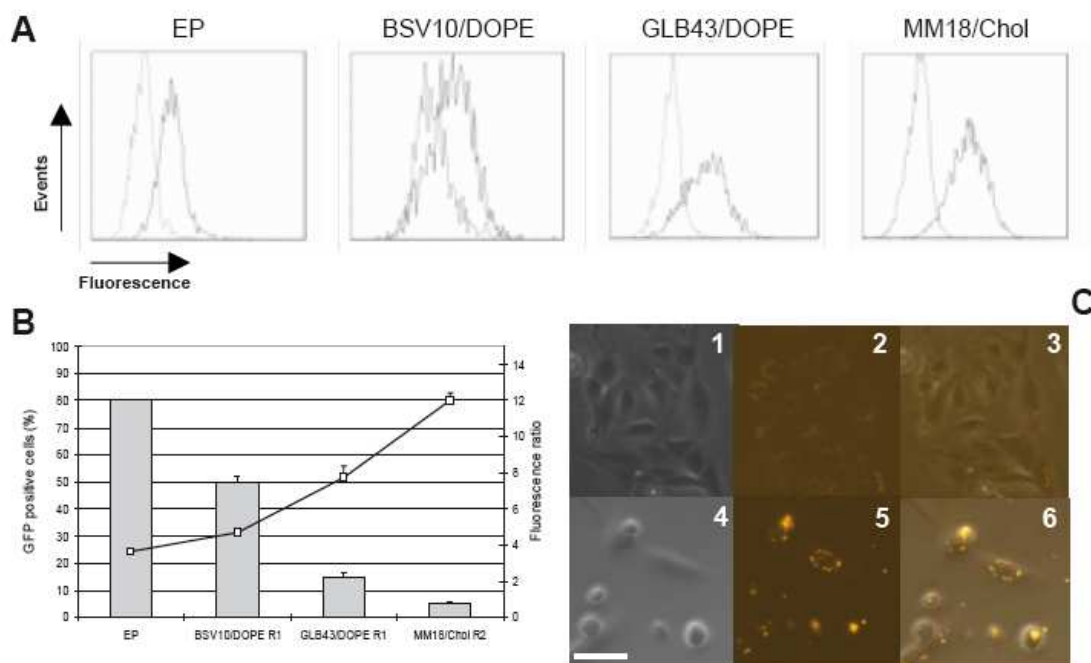 A
EP
BSV10/DOPE
GLB43/DOPE
MM18/Chol
Events
Fluorescence
B
GFP positive cells (%)
100
90
80
70
60
50
40
30
20
10
0
14
12
10
8
6
4
2
0
Fluorescence ratio
EP
BSV10/DOPE R1
GLB43/DOPE R1
MM18/Chol R2
C
1
2
3
4
5
6